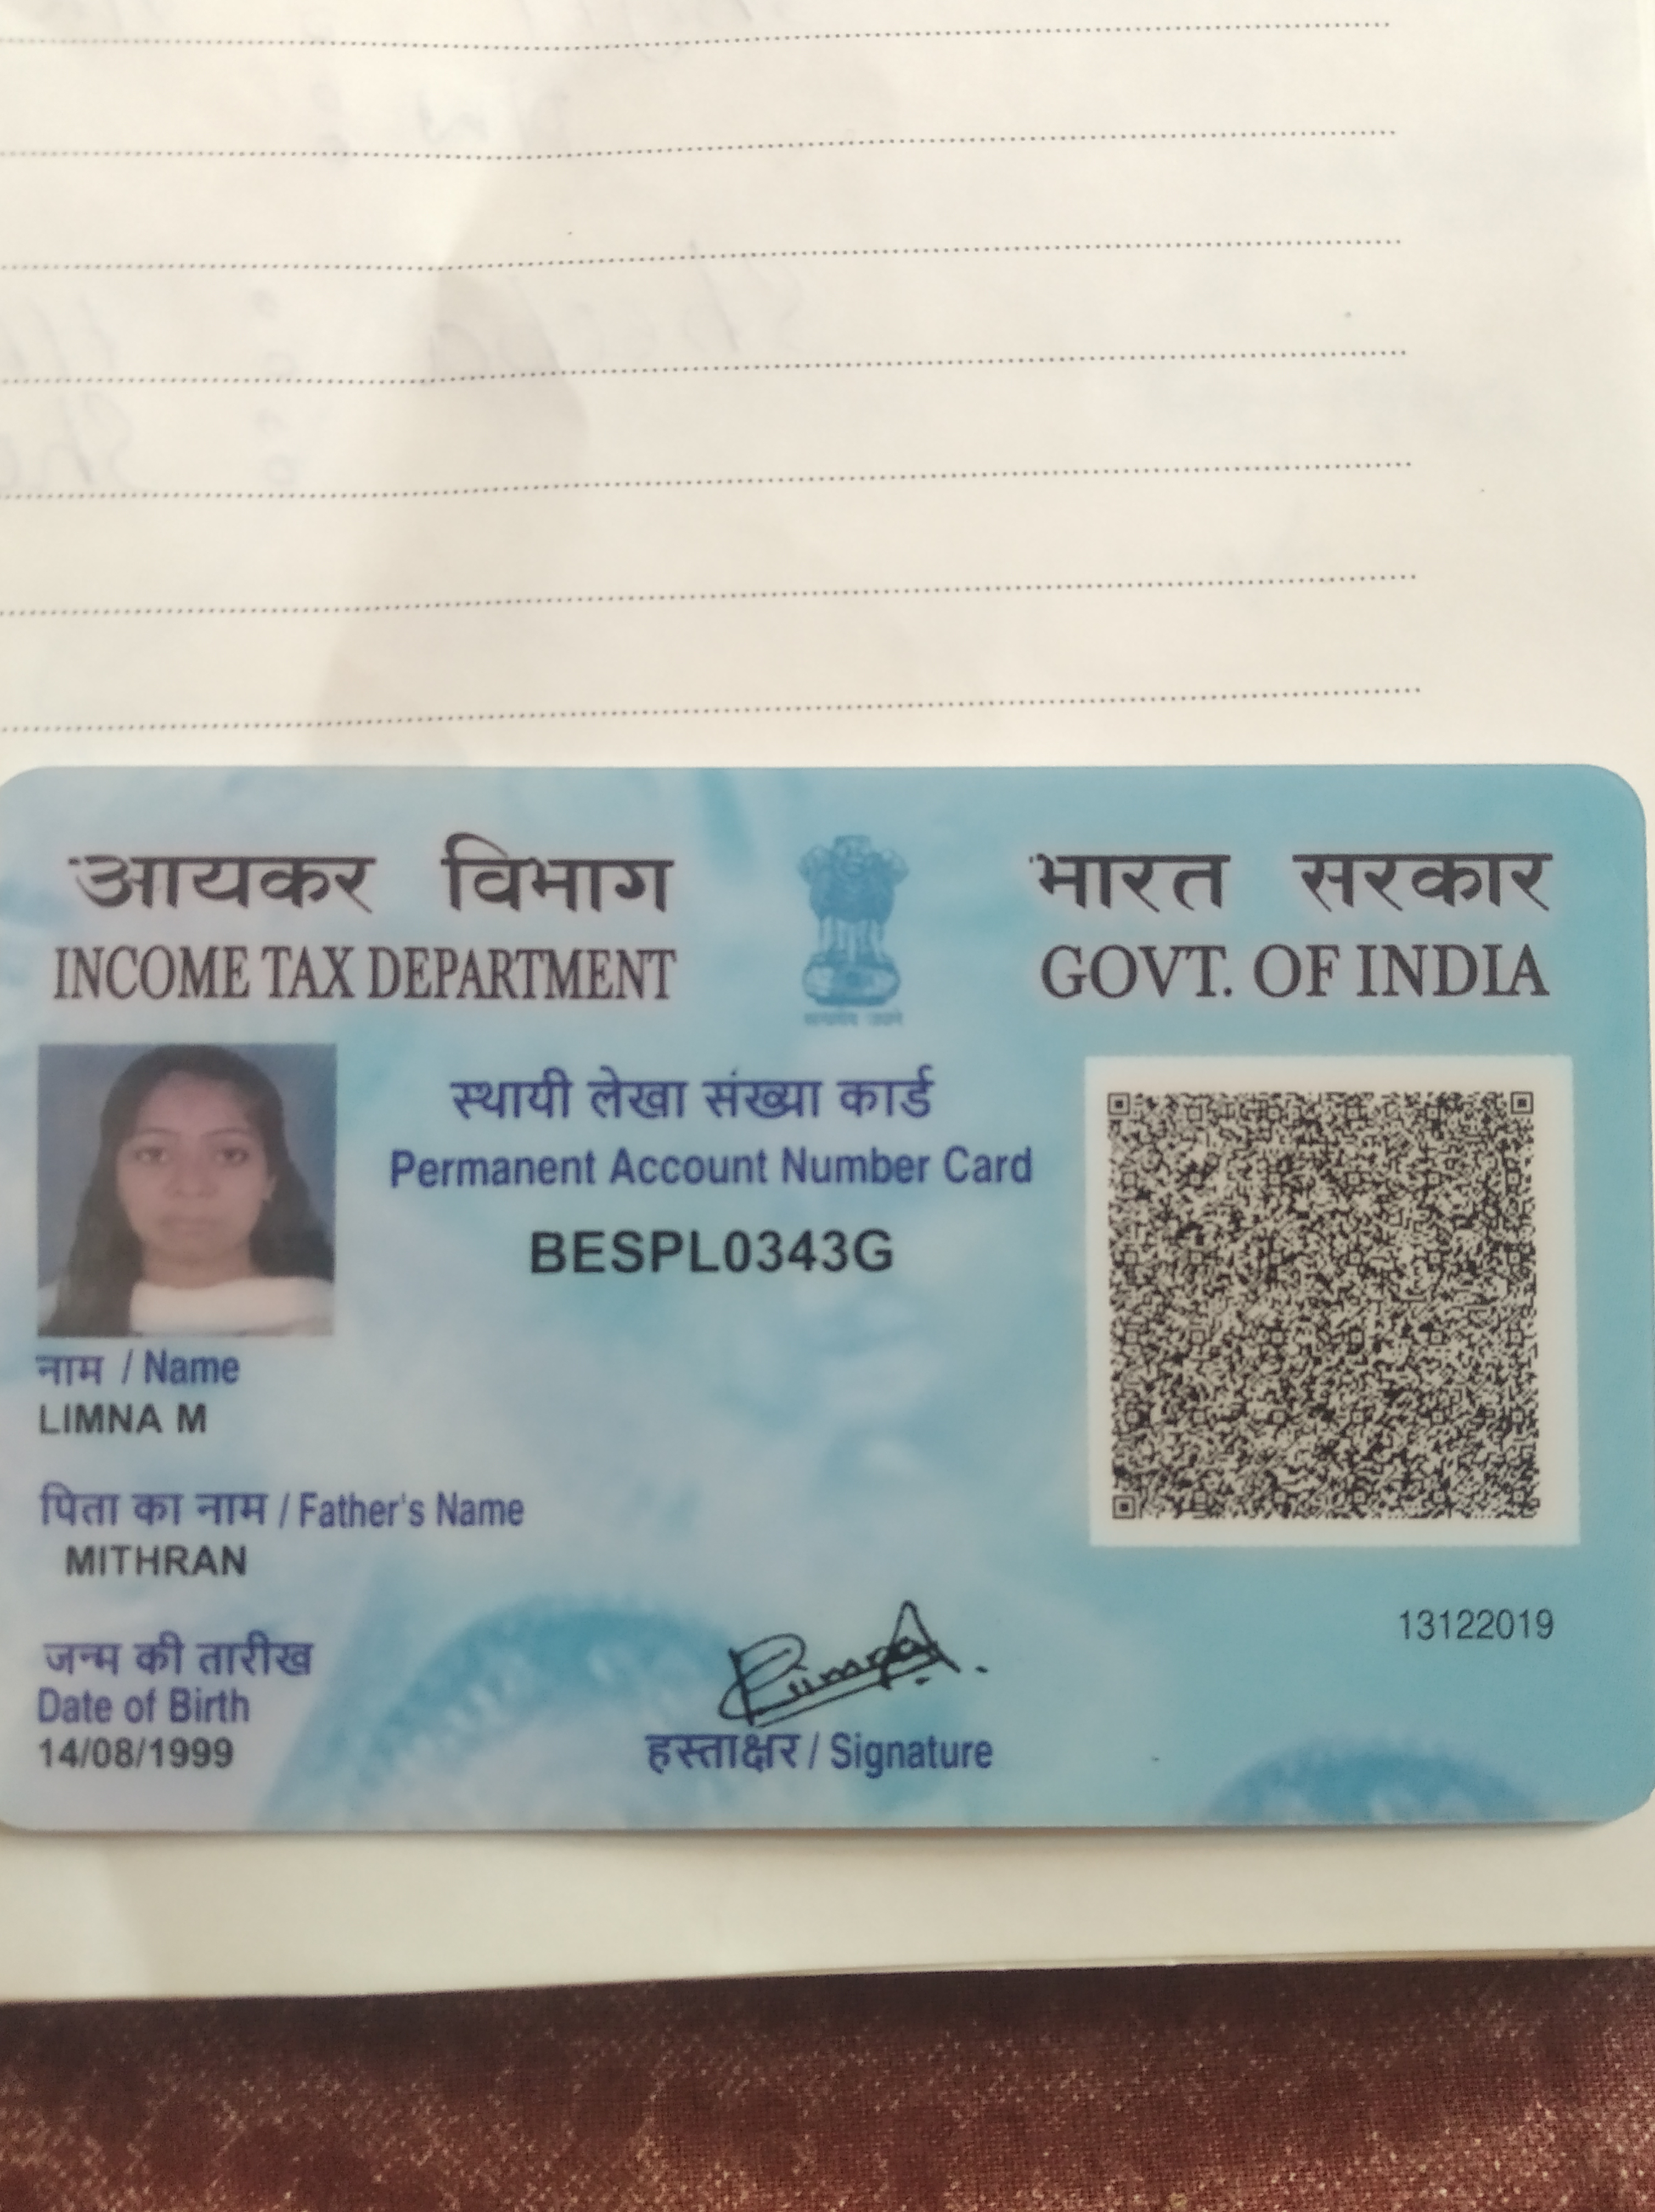 आयकर विभाग
INCOME TAX DEPARTMENT
भारत सरकार
GOVT. OF INDIA
स्थायी लेखा संख्या कार्ड
Permanent Account Number Card
BESPL0343G
नाम / Name
LIMNA M
पिता का नाम / Father's Name
MITHRAN
जन्म की तारीख
Date of Birth
14/08/1999
हस्ताक्षर / Signature
13122019